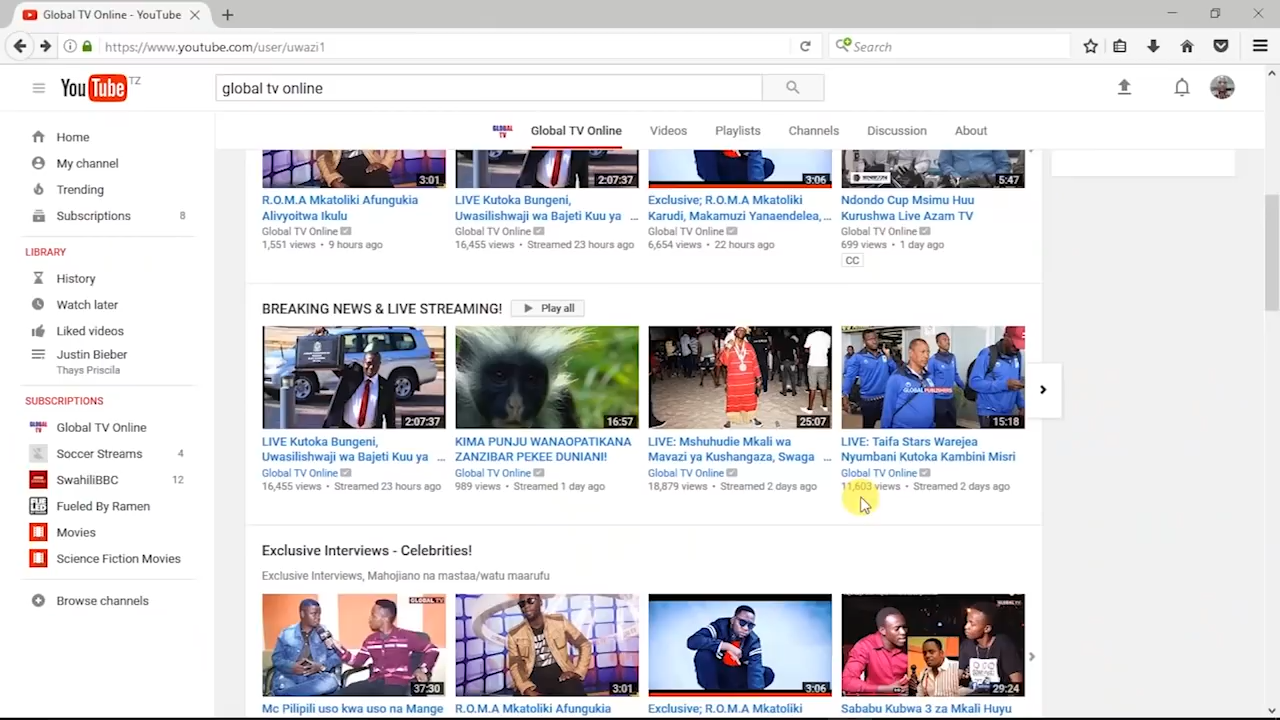 Global TV Online - YouTube
https://www.youtube.com/user/uwazi1
Search
YouTube TZ
global tv online
Global TV Online Videos Playlists Channels Discussion About
Home
My channel
Trending
Subscriptions 8
LIBRARY
History
Watch later
Liked videos
Justin Bieber
Thays Priscila
SUBSCRIPTIONS
Global TV Online
Soccer Streams 4
SwahiliBBC 12
Fueled By Ramen
Movies
Science Fiction Movies
Browse channels
3:01
R.O.M.A Mkatoliki Afungukia
Alivyoitwa Ikulu
Global TV Online
1,551 views • 9 hours ago
2:07:37
LIVE Kutoka Bungeni,
Uwasilishwaji wa Bajeti Kuu ya ...
Global TV Online
16,455 views • Streamed 23 hours ago
3:06
Exclusive; R.O.M.A Mkatoliki
Karudi, Makamuzi Yanaendelea, ...
Global TV Online
6,654 views • 22 hours ago
5:47
Ndondo Cup Msimu Huu
Kurushwa Live Azam TV
Global TV Online
699 views • 1 day ago
CC
BREAKING NEWS & LIVE STREAMING! Play all
2:07:37
LIVE Kutoka Bungeni,
Uwasilishwaji wa Bajeti Kuu ya ...
Global TV Online
16,455 views • Streamed 23 hours ago
16:57
KIMA PUNJU WANAOPATIKANA
ZANZIBAR PEKEE DUNIANI!
Global TV Online
989 views • Streamed 1 day ago
25:07
LIVE: Mshuhudie Mkali wa
Mavazi ya Kushangaza, Swaga ...
Global TV Online
18,879 views • Streamed 2 days ago
GLOBAL PUBLISHERS
15:18
LIVE: Taifa Stars Warejea
Nyumbani Kutoka Kambini Misri
Global TV Online
11,603 views • Streamed 2 days ago
Exclusive Interviews - Celebrities!
Exclusive Interviews, Mahojiano na mastaa/watu maarufu
GLOBAL TV
37:30
Mc Pilipili uso kwa uso na Mange
3:01
R.O.M.A Mkatoliki Afungukia
3:06
Exclusive; R.O.M.A Mkatoliki
GLOBAL TV
29:24
Sababu Kubwa 3 za Mkali Huyu